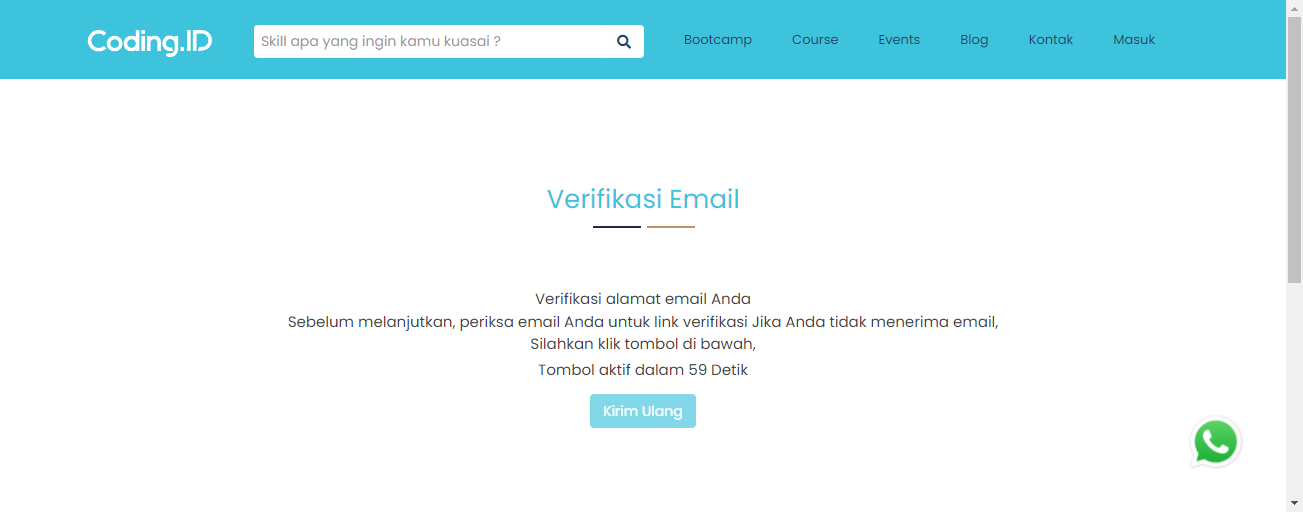 Coding.ID
Skill apa yang ingin kamu kuasai ?
Bootcamp
Course
Events
Blog
Kontak
Masuk
Verifikasi Email
Verifikasi alamat email Anda
Sebelum melanjutkan, periksa email Anda untuk link verifikasi Jika Anda tidak menerima email,
Silahkan klik tombol di bawah,
Tombol aktif dalam 59 Detik
Kirim Ulang